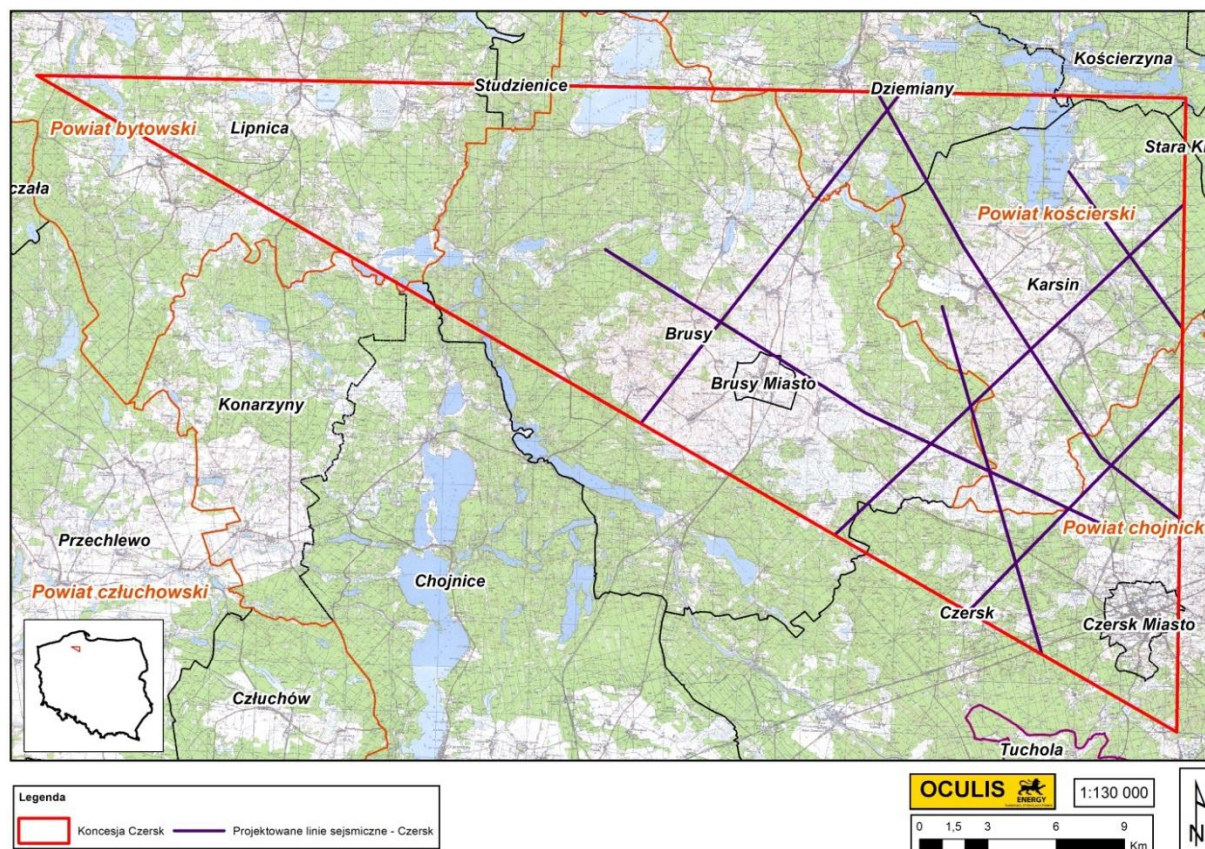 Kościerzyna
Studzienice
Dziemiany
Powiat bytowski
Lipnica
Stara Ki
czała
Powiat kościerski
Karsin
Brusy
Brusy Miasto
Konarzyny
Powiat chojnick
Przechlewo
Chojnice
Powiat człuchowski
Czersk
Czersk Miasto
Człuchów
Tuchola
Legenda
Koncesja Czersk
Projektowane linie sejsmiczne - Czersk
OCULIS
ENERGY
1:130 000
0 1,5 3 6 9
Km
N